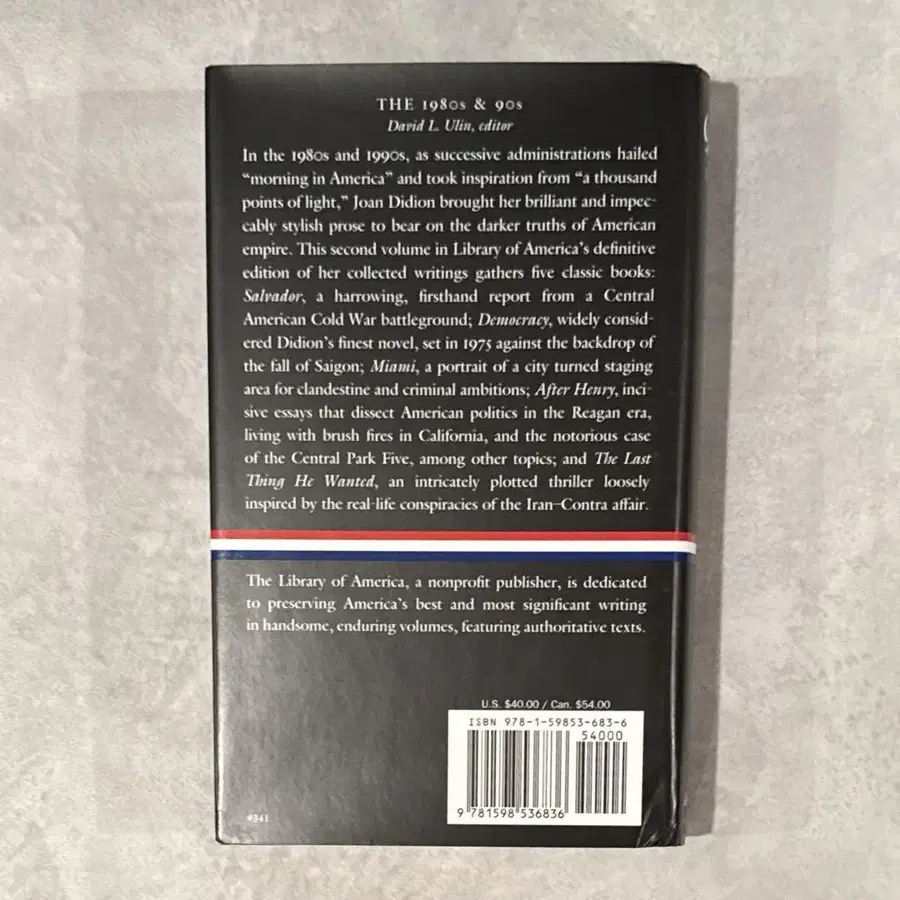 THE 1980s & 90s
David L. Ulin, editor
In the 1980s and 1990s, as successive administrations hailed
“morning in America” and took inspiration from “a thousand
points of light,” Joan Didion brought her brilliant and impec-
cably stylish prose to bear on the darker truths of American
empire. This second volume in Library of America’s definitive
edition of her collected writings gathers five classic books:
Salvador, a harrowing, firsthand report from a Central
American Cold War battleground; Democracy, widely consid-
ered Didion’s finest novel, set in 1975 against the backdrop of
the fall of Saigon; Miami, a portrait of a city turned staging
area for clandestine and criminal ambitions; After Henry, inci-
sive essays that dissect American politics in the Reagan era,
living with brush fires in California, and the notorious case
of the Central Park Five, among other topics; and The Last
Thing He Wanted, an intricately plotted thriller loosely
inspired by the real-life conspiracies of the Iran–Contra affair.
The Library of America, a nonprofit publisher, is dedicated
to preserving America’s best and most significant writing
in handsome, enduring volumes, featuring authoritative texts.
U.S. $40.00 / Can. $54.00
ISBN 978-1-59853-683-6
54000
9 781598 536836
#341